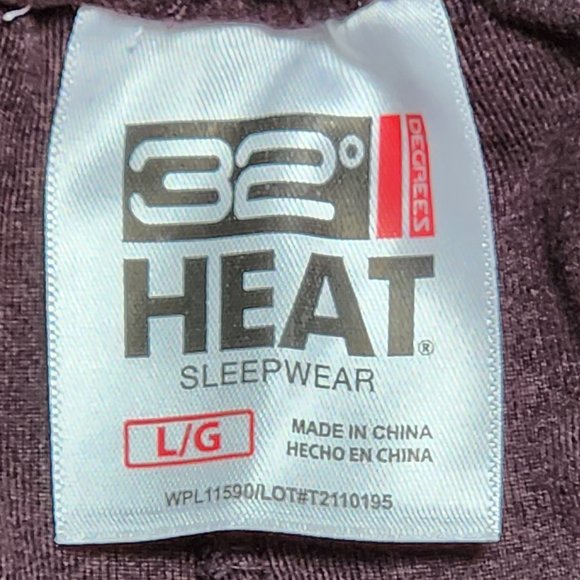 32° DEGREES
HEAT®
SLEEPWEAR
L/G
MADE IN CHINA
HECHO EN CHINA
WPL11590/LOT#T2110195